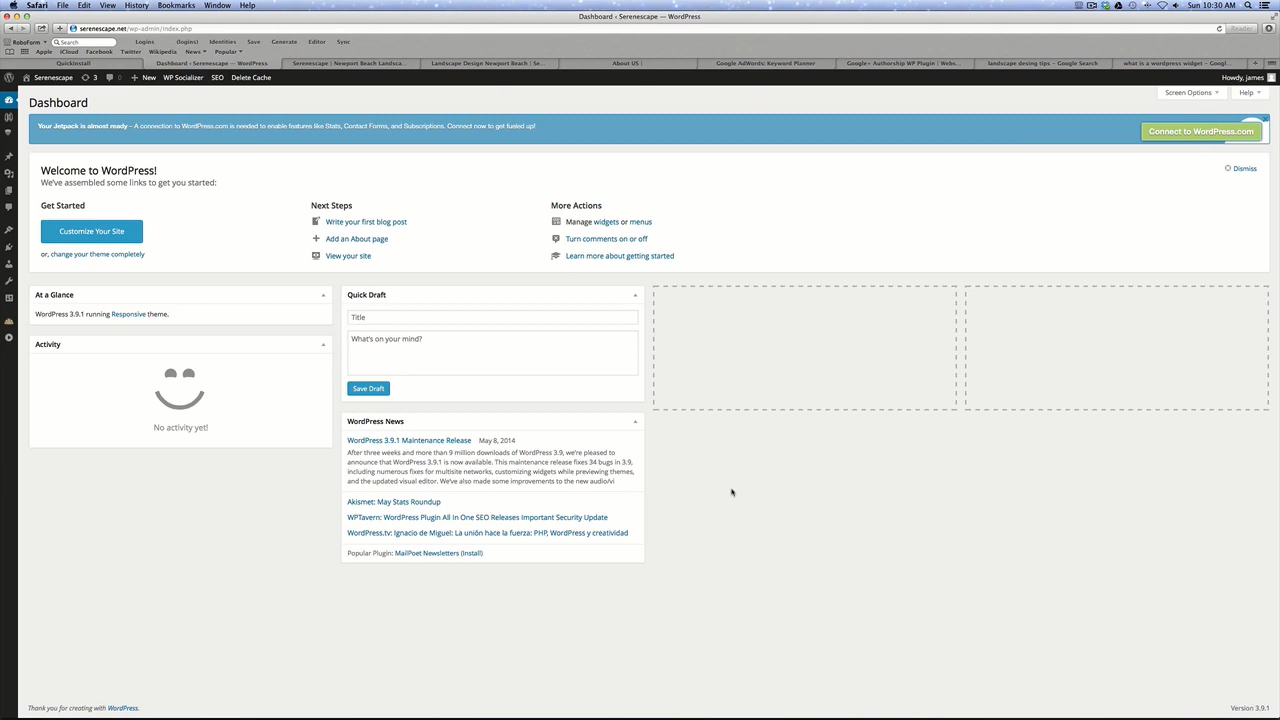 Safari File Edit View History Bookmarks Window Help Sun 10:30 AM
Dashboard ‹ Serenescape — WordPress
serenescape.net/wp-admin/index.php Reader
RoboForm Search Logins (logins) Identities Save Generate Editor Sync
Apple iCloud Facebook Twitter Wikipedia News Popular
QuickInstall Dashboard ‹ Serenescape — WordPress Serenescape | Newport Beach Landsca... Landscape Design Newport Beach | Se... About US | Google AdWords: Keyword Planner Google+ Authorship WP Plugin | Webs... landscape desing tips – Google Search what is a wordpress widget – Googl...
Serenescape 3 0 + New WP Socializer SEO Delete Cache Howdy, james
Dashboard
Screen Options Help
Your Jetpack is almost ready – A connection to WordPress.com is needed to enable features like Stats, Contact Forms, and Subscriptions. Connect now to get fueled up!
Connect to WordPress.com
Welcome to WordPress!
Dismiss
We've assembled some links to get you started:
Get Started
Customize Your Site
or, change your theme completely
Next Steps
Write your first blog post
Add an About page
View your site
More Actions
Manage widgets or menus
Turn comments on or off
Learn more about getting started
At a Glance
WordPress 3.9.1 running Responsive theme.
Activity
No activity yet!
Quick Draft
Title
What's on your mind?
Save Draft
WordPress News
WordPress 3.9.1 Maintenance Release May 8, 2014
After three weeks and more than 9 million downloads of WordPress 3.9, we're pleased to
announce that WordPress 3.9.1 is now available. This maintenance release fixes 34 bugs in 3.9,
including numerous fixes for multisite networks, customizing widgets while previewing themes,
and the updated visual editor. We've also made some improvements to the new audio/vi
Akismet: May Stats Roundup
WPTavern: WordPress Plugin All In One SEO Releases Important Security Update
WordPress.tv: Ignacio de Miguel: La unión hace la fuerza: PHP, WordPress y creatividad
Popular Plugin: MailPoet Newsletters (Install)
Thank you for creating with WordPress.
Version 3.9.1